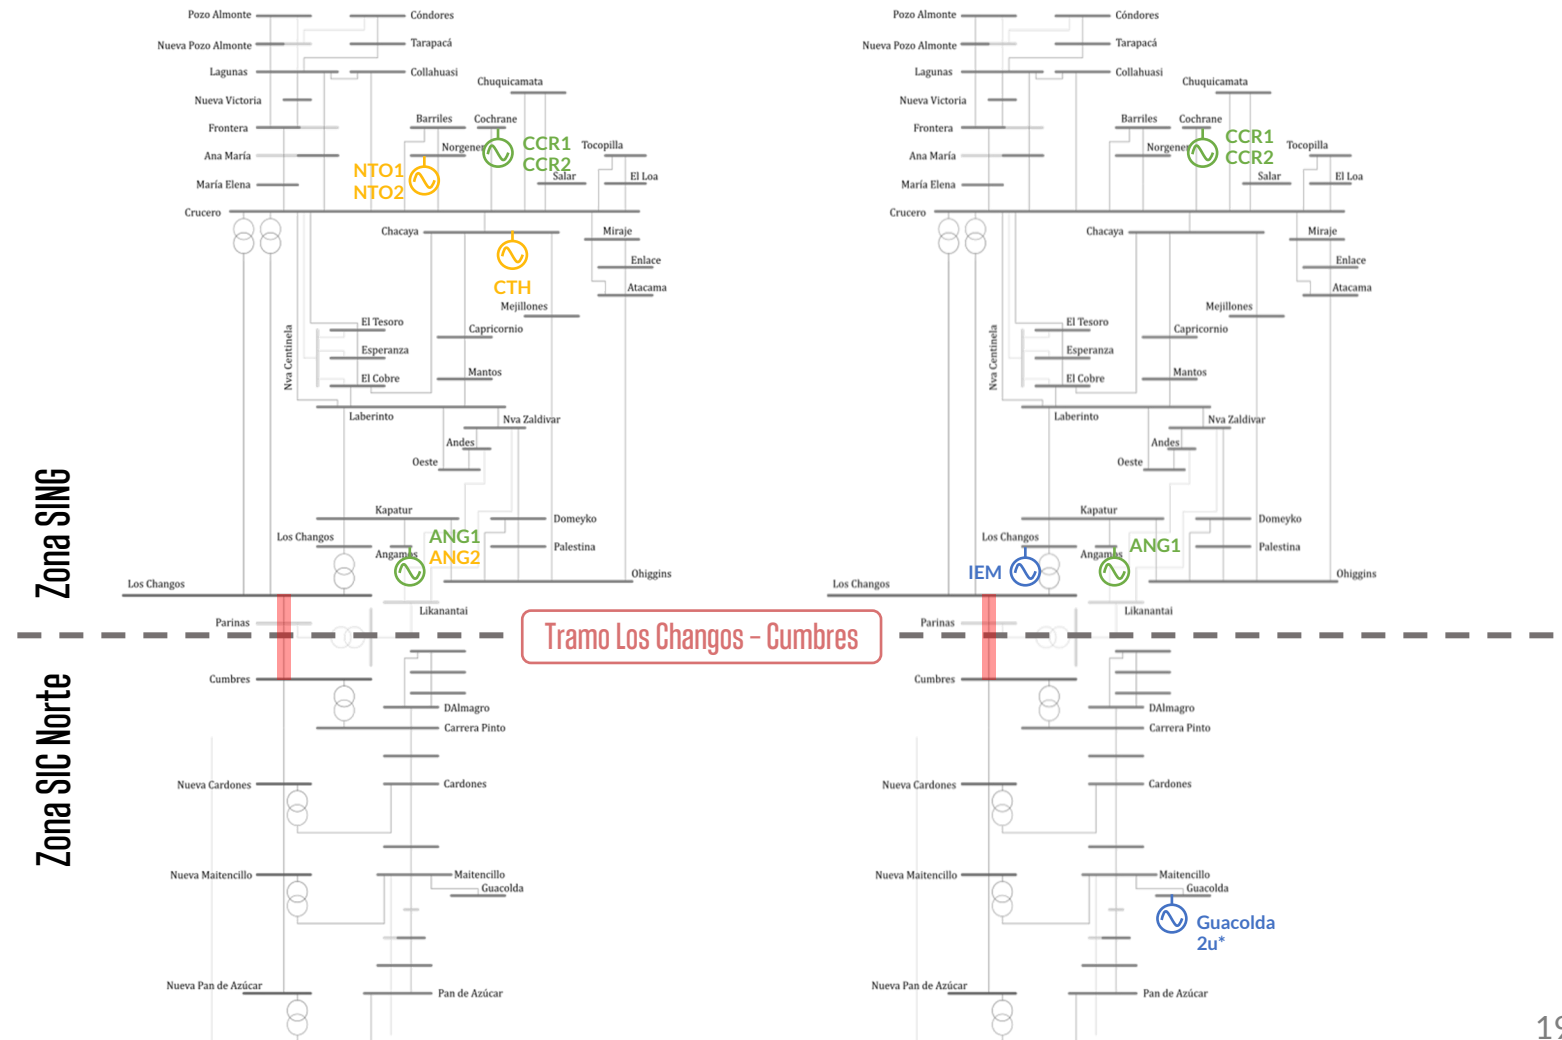 Pozo Almonte
Cóndores
Nueva Pozo Almonte
Tarapacá
Lagunas
Collahuasi
Chuquicamata
Nueva Victoria
Barriles
Cochrane
Frontera
CCR1
CCR2
Norgener
Tocopilla
Ana María
NTO1
NTO2
Salar
El Loa
María Elena
Crucero
Chacaya
Miraje
Enlace
CTH
Atacama
Mejillones
El Tesoro
Capricornio
Nva Centinela
Esperanza
El Cobre
Mantos
Laberinto
Nva Zaldivar
Andes
Oeste
Kapatur
Domeyko
Los Changos
ANG1
ANG2
Angamos
Palestina
Ohiggins
Los Changos
Likanantai
Parinas
Cumbres
DAlmagro
Carrera Pinto
Nueva Cardones
Cardones
Nueva Maitencillo
Maitencillo
Guacolda
Nueva Pan de Azúcar
Pan de Azúcar
Zona SING
Zona SIC Norte
Tramo Los Changos – Cumbres
Pozo Almonte
Cóndores
Nueva Pozo Almonte
Tarapacá
Lagunas
Collahuasi
Chuquicamata
Nueva Victoria
Barriles
Cochrane
Frontera
CCR1
CCR2
Norgener
Tocopilla
Ana María
Salar
El Loa
María Elena
Crucero
Chacaya
Miraje
Enlace
Atacama
Mejillones
El Tesoro
Capricornio
Nva Centinela
Esperanza
El Cobre
Mantos
Laberinto
Nva Zaldivar
Andes
Oeste
Kapatur
Domeyko
Los Changos
ANG1
Angamos
Palestina
IEM
Ohiggins
Los Changos
Likanantai
Parinas
Cumbres
DAlmagro
Carrera Pinto
Nueva Cardones
Cardones
Nueva Maitencillo
Maitencillo
Guacolda
Guacolda
2u*
Nueva Pan de Azúcar
Pan de Azúcar
19